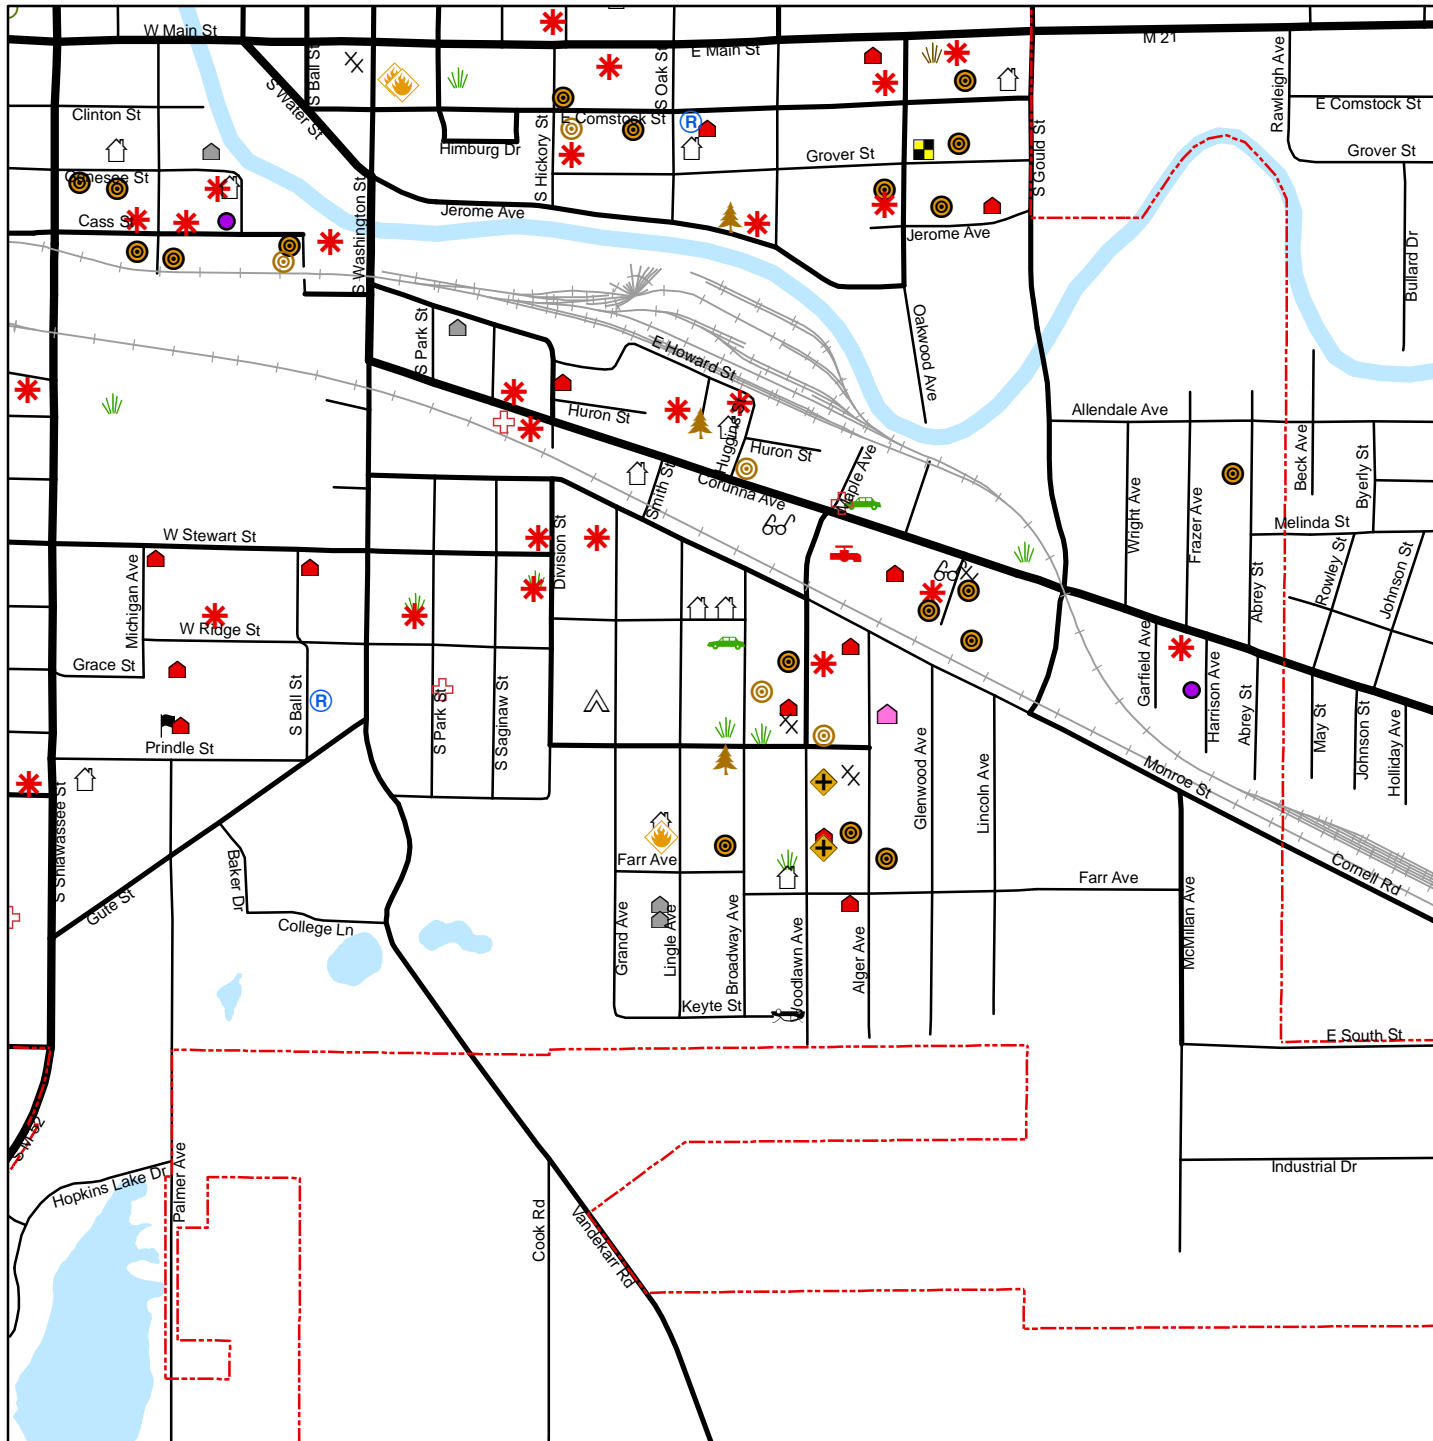 W Main St
E Main St
M 21
S Ball St
S Oak St
Rawleigh Ave
S Water St
Clinton St
E Comstock St
E Comstock St
S Hickory St
Himburg Dr
Grover St
Grover St
S Gould St
Genesee St
Cass St
S Washington St
Jerome Ave
Jerome Ave
Bullard Dr
S Park St
E Howard St
Oakwood Ave
Huron St
Huggins St
Huron St
Allendale Ave
Beck Ave
Byerly St
Smith St
Corunna Ave
Maple Ave
Wright Ave
Frazer Ave
Melinda St
W Stewart St
Division St
Abrey St
Rowley St
Johnson St
Michigan Ave
W Ridge St
Grace St
S Ball St
R
R
S Park St
S Saginaw St
Garfield Ave
Harrison Ave
Abrey St
May St
Johnson St
Holliday Ave
Prindle St
Glenwood Ave
Lincoln Ave
Monroe St
S Shiawassee St
Baker Dr
Gute St
College Ln
Farr Ave
Farr Ave
Cornell Rd
Grand Ave
Lingle Ave
Broadway Ave
Woodlawn Ave
Alger Ave
McMillan Ave
Keyte St
E South St
S M 52
Hopkins Lake Dr
Palmer Ave
Industrial Dr
Cook Rd
Vandekarr Rd